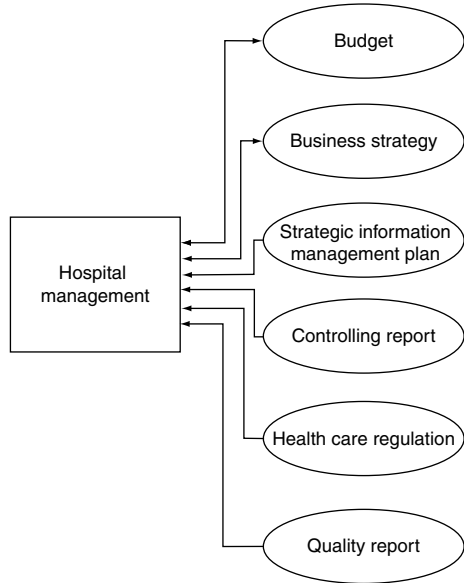 Budget
Business strategy
Strategic information
management plan
Hospital
management
Controlling report
Health care regulation
Quality report